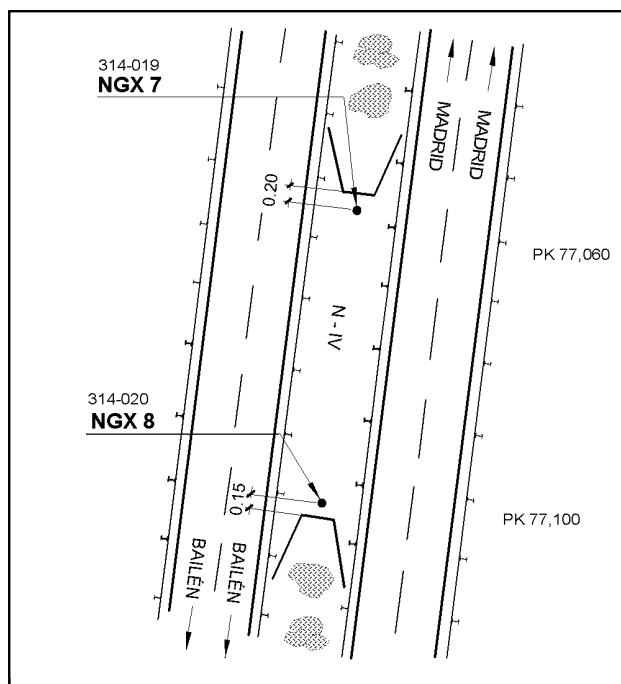 314-019
NGX 7
0.20
MADRID
MADRID
PK 77,060
N - IV
314-020
NGX 8
0.15
PK 77,100
BAILÉN
BAILÉN